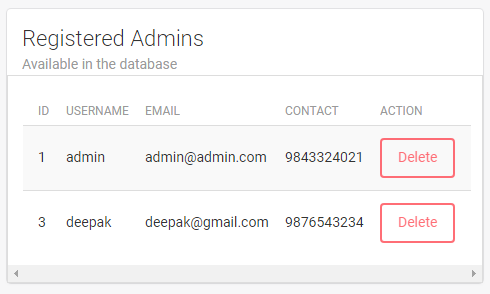 Registered Admins
Available in the database
ID USERNAME EMAIL CONTACT ACTION
1 admin admin@admin.com 9843324021 Delete
3 deepak deepak@gmail.com 9876543234 Delete